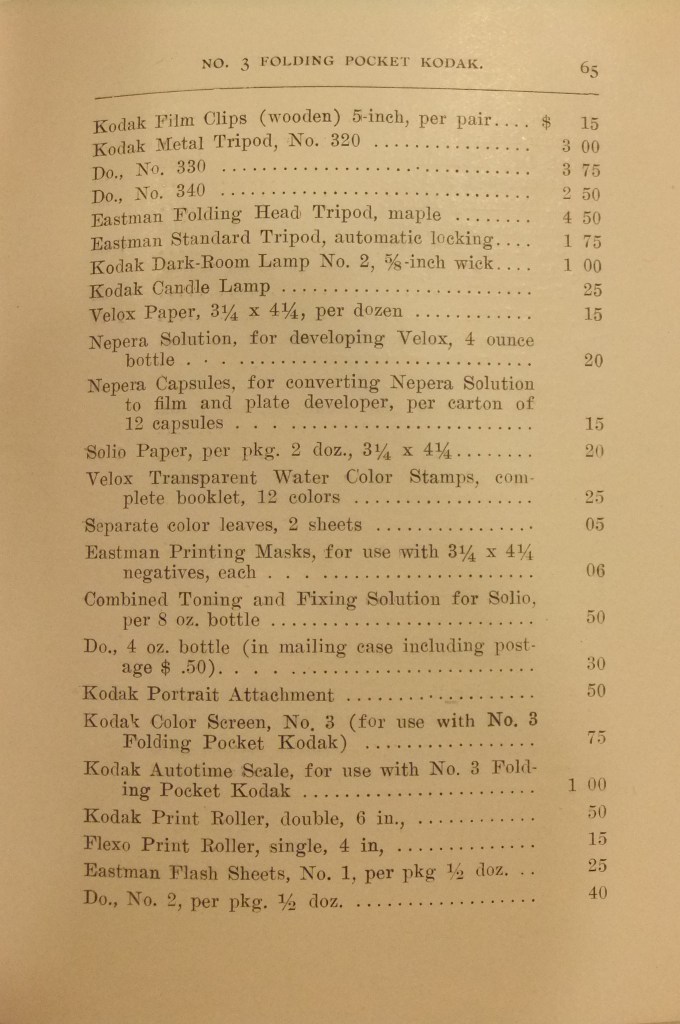 NO. 3 FOLDING POCKET KODAK. 65
Kodak Film Clips (wooden) 5-inch, per pair.... $ 15
Kodak Metal Tripod, No. 320 ................ 3 00
Do., No. 330 ............................... 3 75
Do., No. 340 ............................... 2 50
Eastman Folding Head Tripod, maple ........ 4 50
Eastman Standard Tripod, automatic locking.... 1 75
Kodak Dark-Room Lamp No. 2, ⅝-inch wick.... 1 00
Kodak Candle Lamp ......................... 25
Velox Paper, 3¼ x 4¼, per dozen ............ 15
Nepera Solution, for developing Velox, 4 ounce
bottle ................................. 20
Nepera Capsules, for converting Nepera Solution
to film and plate developer, per carton of
12 capsules ............................ 15
Solio Paper, per pkg. 2 doz., 3¼ x 4¼........ 20
Velox Transparent Water Color Stamps, com-
plete booklet, 12 colors .................. 25
Separate color leaves, 2 sheets ................ 05
Eastman Printing Masks, for use with 3¼ x 4¼
negatives, each ......................... 06
Combined Toning and Fixing Solution for Solio,
per 8 oz. bottle .......................... 50
Do., 4 oz. bottle (in mailing case including post-
age $ .50). ............................. 30
Kodak Portrait Attachment ................... 50
Kodak Color Screen, No. 3 (for use with No. 3
Folding Pocket Kodak) ................. 75
Kodak Autotime Scale, for use with No. 3 Fold-
ing Pocket Kodak ....................... 1 00
Kodak Print Roller, double, 6 in., ............ 50
Flexo Print Roller, single, 4 in, .............. 15
Eastman Flash Sheets, No. 1, per pkg ½ doz. .. 25
Do., No. 2, per pkg. ½ doz. .................. 40